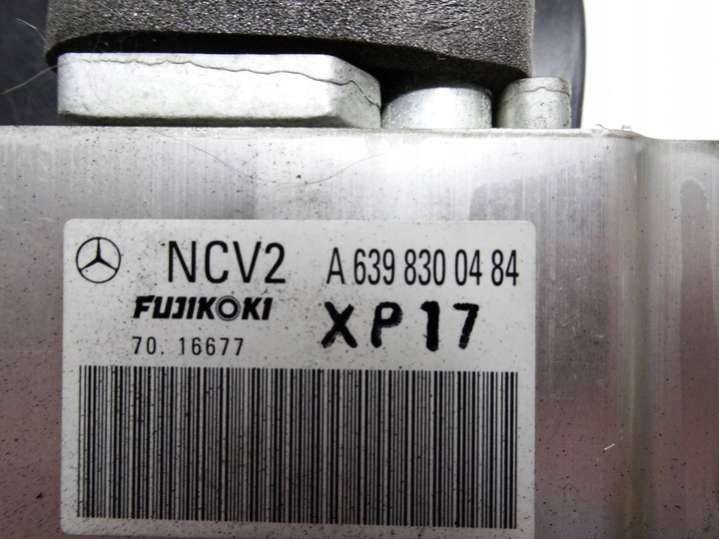 NCV2 A 639 830 04 84
FUJIKOKI XP17
70. 16677